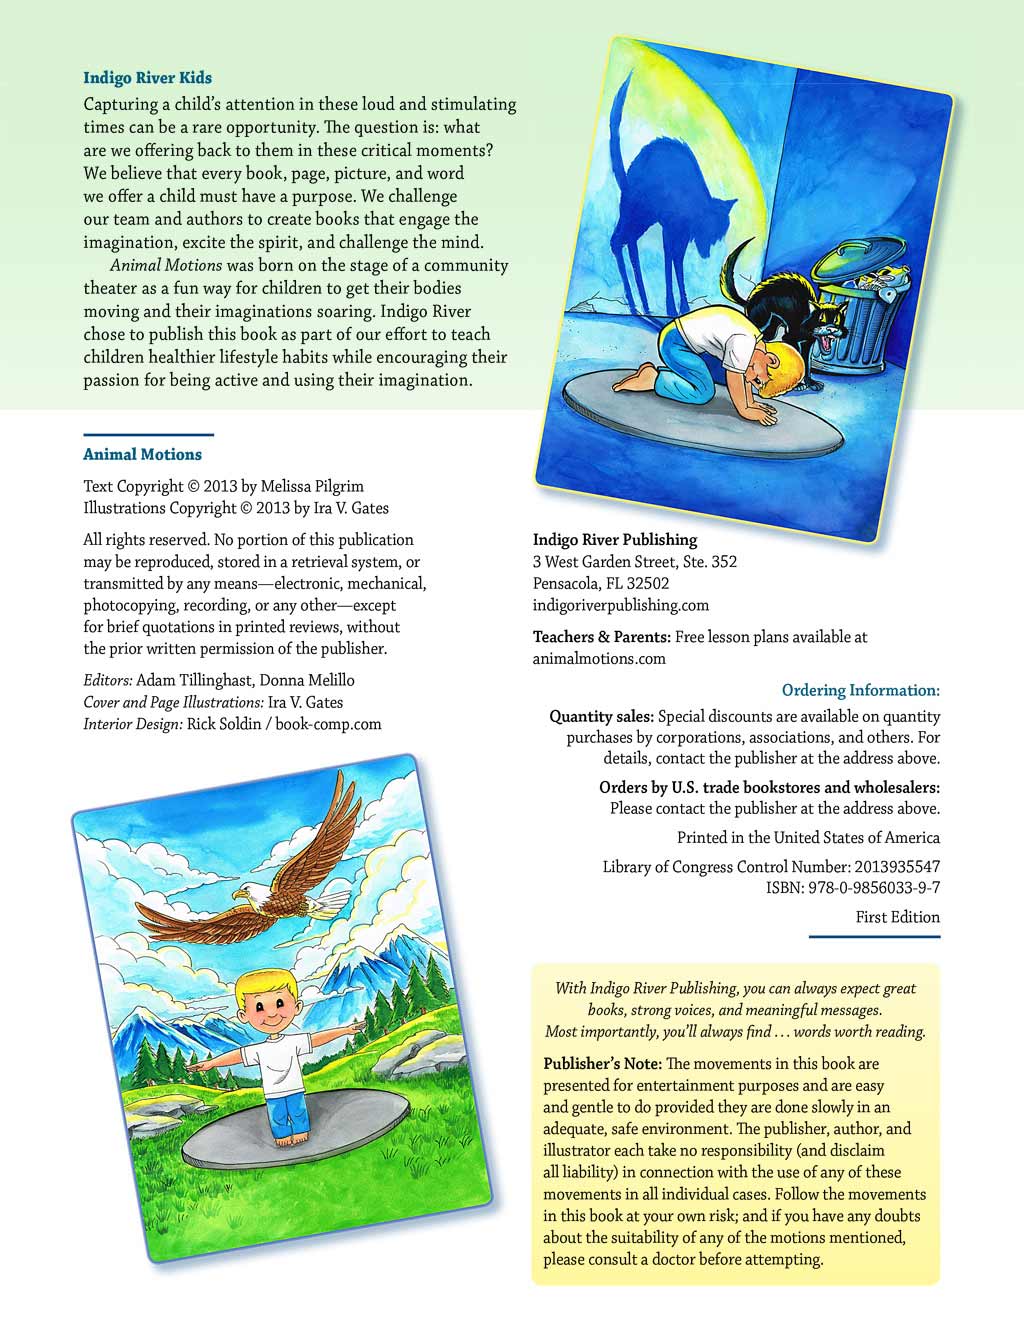 Indigo River Kids
Capturing a child’s attention in these loud and stimulating
times can be a rare opportunity. The question is: what
are we offering back to them in these critical moments?
We believe that every book, page, picture, and word
we offer a child must have a purpose. We challenge
our team and authors to create books that engage the
imagination, excite the spirit, and challenge the mind.
Animal Motions was born on the stage of a community
theater as a fun way for children to get their bodies
moving and their imaginations soaring. Indigo River
chose to publish this book as part of our effort to teach
children healthier lifestyle habits while encouraging their
passion for being active and using their imagination.
Animal Motions
Text Copyright © 2013 by Melissa Pilgrim
Illustrations Copyright © 2013 by Ira V. Gates
All rights reserved. No portion of this publication
may be reproduced, stored in a retrieval system, or
transmitted by any means—electronic, mechanical,
photocopying, recording, or any other—except
for brief quotations in printed reviews, without
the prior written permission of the publisher.
Editors: Adam Tillinghast, Donna Melillo
Cover and Page Illustrations: Ira V. Gates
Interior Design: Rick Soldin / book-comp.com
Indigo River Publishing
3 West Garden Street, Ste. 352
Pensacola, FL 32502
indigoriverpublishing.com
Teachers & Parents: Free lesson plans available at
animalmotions.com
Ordering Information:
Quantity sales: Special discounts are available on quantity
purchases by corporations, associations, and others. For
details, contact the publisher at the address above.
Orders by U.S. trade bookstores and wholesalers:
Please contact the publisher at the address above.
Printed in the United States of America
Library of Congress Control Number: 2013935547
ISBN: 978-0-9856033-9-7
First Edition
With Indigo River Publishing, you can always expect great
books, strong voices, and meaningful messages.
Most importantly, you’ll always find . . . words worth reading.
Publisher’s Note: The movements in this book are
presented for entertainment purposes and are easy
and gentle to do provided they are done slowly in an
adequate, safe environment. The publisher, author, and
illustrator each take no responsibility (and disclaim
all liability) in connection with the use of any of these
movements in all individual cases. Follow the movements
in this book at your own risk; and if you have any doubts
about the suitability of any of the motions mentioned,
please consult a doctor before attempting.